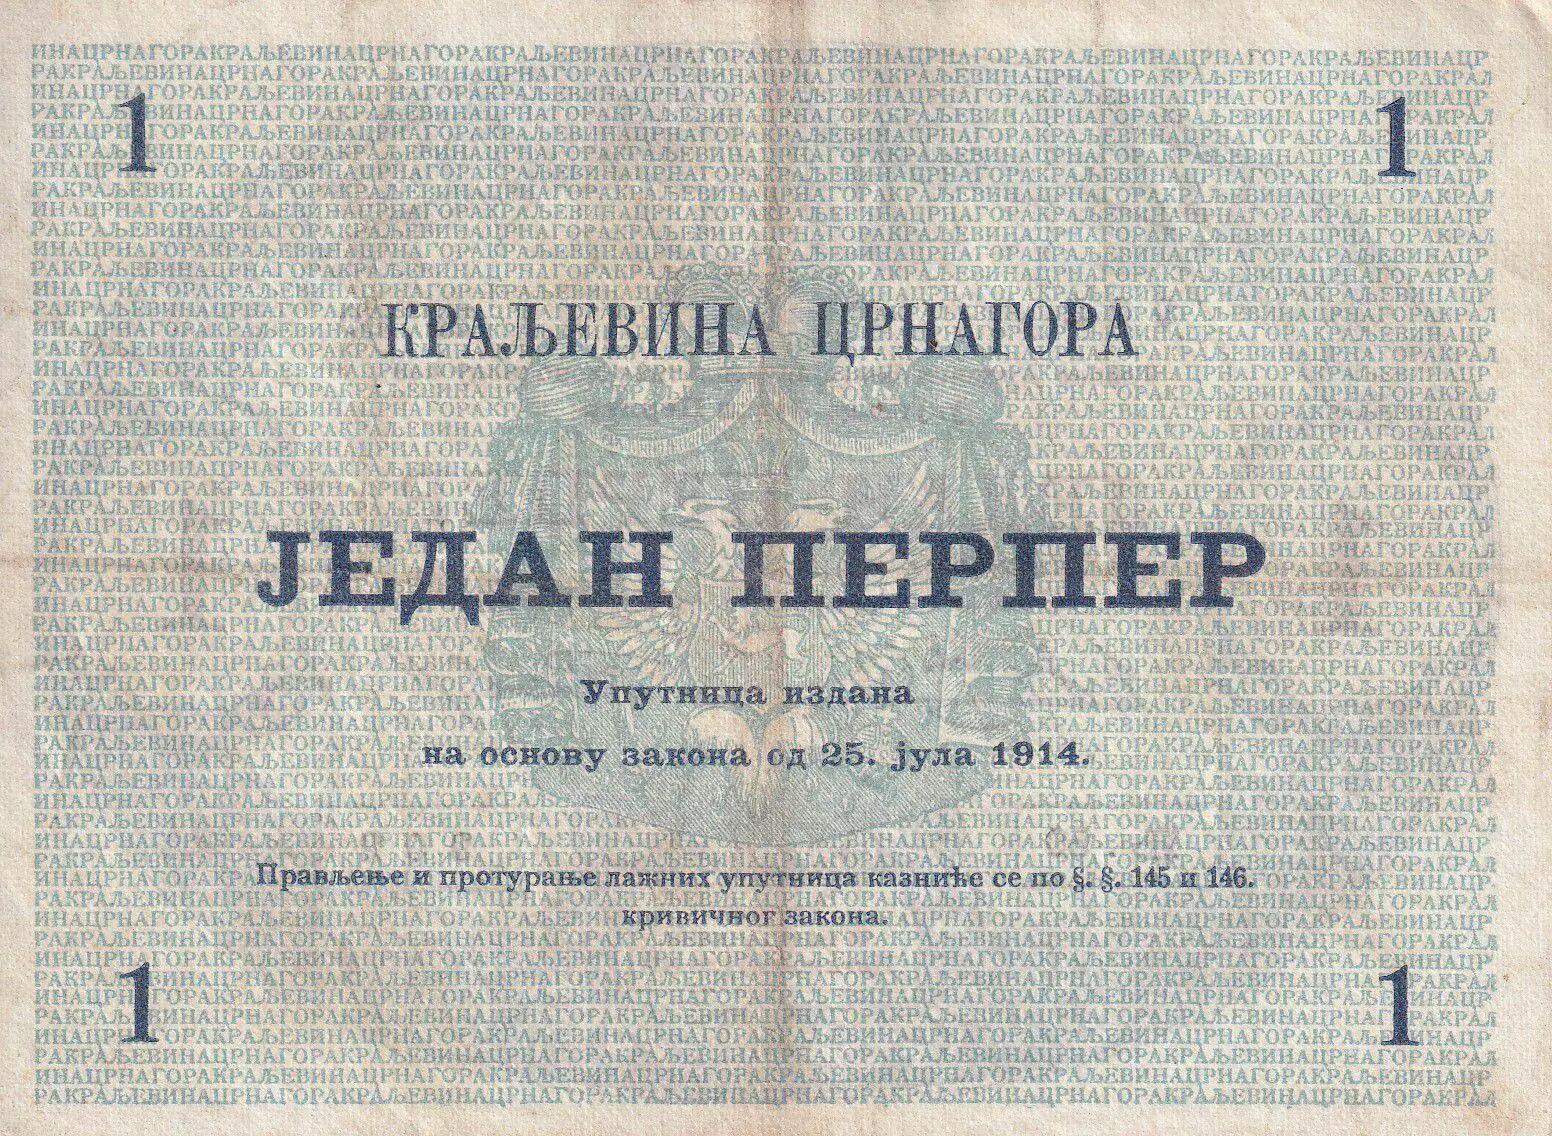 1 1
КРАЉЕВИНА ЦРНАГОРА
ЈЕДАН ПЕРПЕР
Упутница издана
на основу закона од 25. јула 1914.
Прављење и протурање лажних упутница казниће се по §. §. 145 и 146.
кривичног закона.
1 1